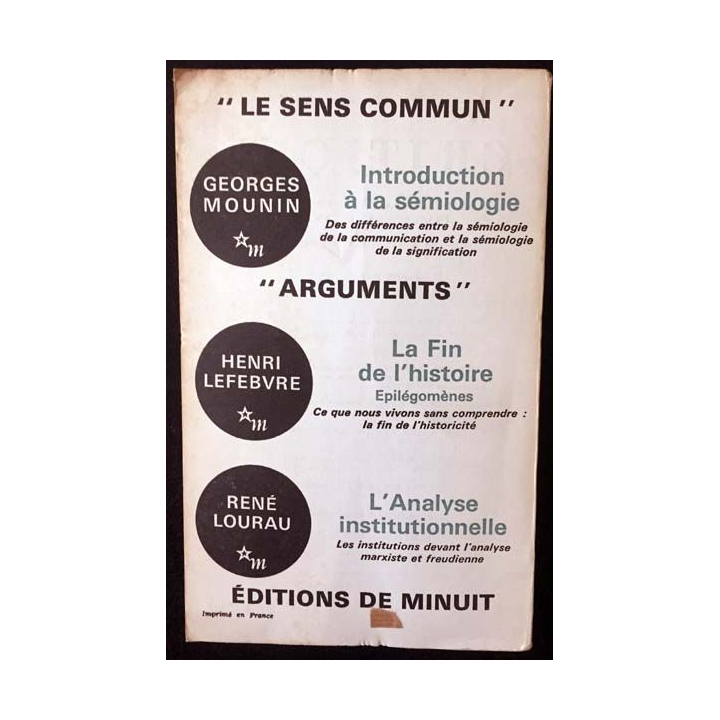 " LE SENS COMMUN "
GEORGES
MOUNIN
m
Introduction
à la sémiologie
Des différences entre la sémiologie
de la communication et la sémiologie
de la signification
" ARGUMENTS "
HENRI
LEFEBVRE
m
La Fin
de l'histoire
Epilégomènes
Ce que nous vivons sans comprendre :
la fin de l'historicité
RENÉ
LOURAU
m
L'Analyse
institutionnelle
Les institutions devant l'analyse
marxiste et freudienne
ÉDITIONS DE MINUIT
Imprimé en France